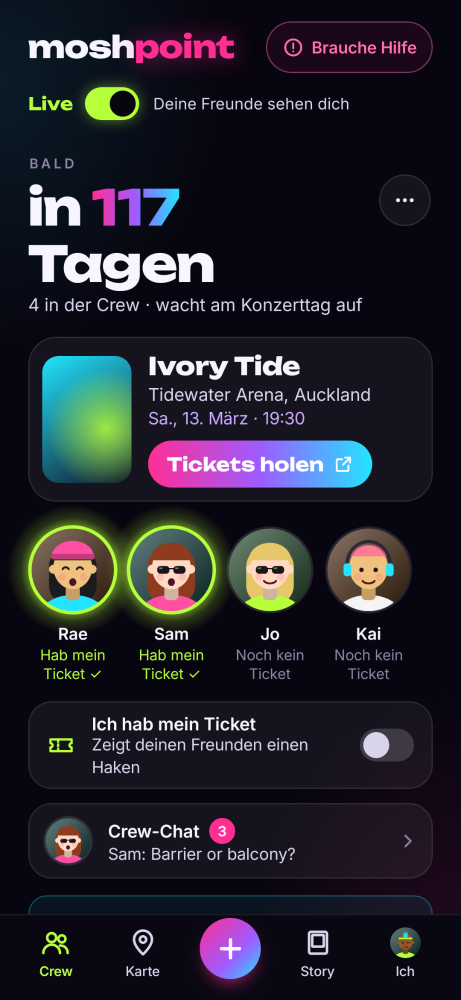 moshpoint
Brauche Hilfe
Live
Deine Freunde sehen dich
BALD
in 117
Tagen
4 in der Crew · wacht am Konzerttag auf
Ivory Tide
Tidewater Arena, Auckland
Sa., 13. März · 19:30
Tickets holen
Rae
Hab mein
Ticket ✓
Sam
Hab mein
Ticket ✓
Jo
Noch kein
Ticket
Kai
Noch kein
Ticket
Ich hab mein Ticket
Zeigt deinen Freunden einen
Haken
Crew-Chat 3
Sam: Barrier or balcony?
Crew
Karte
Story
Ich